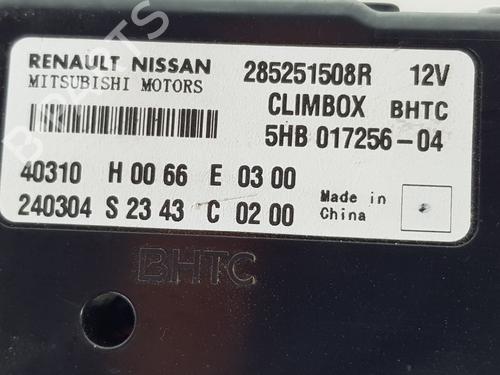 RENAULT NISSAN 285251508R 12V
MITSUBISHI MOTORS CLIMBOX BHTC
5HB 017256-04
40310 H 00 66 E 03 00
240304 S 23 43 C 02 00 Made in China
BHTC